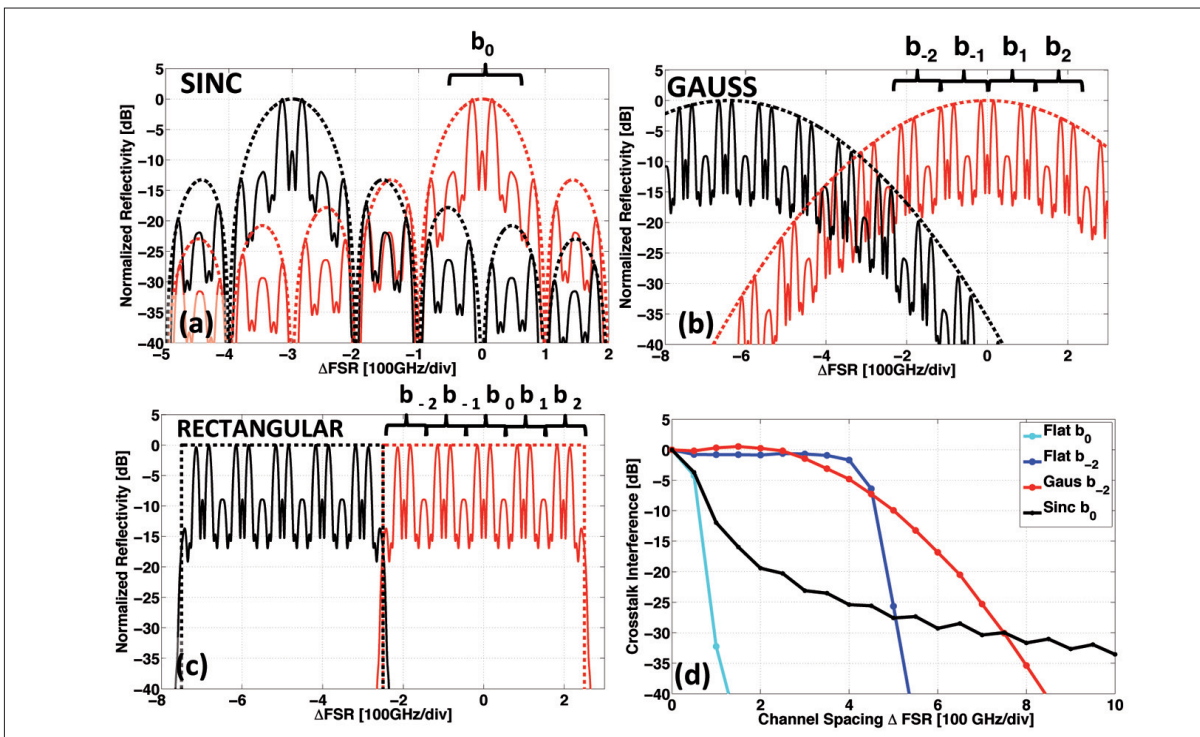 b0
SINC
5
0
−5
−10
−15
−20
−25
−30
−35
−40
Normalized Reflectivity [dB]
(a)
−5 −4 −3 −2 −1 0 1 2
ΔFSR [100GHz/div]
b-2 b-1 b1 b2
GAUSS
5
0
−5
−10
−15
−20
−25
−30
−35
−40
Normalized Reflectivity [dB]
(b)
−8 −6 −4 −2 0 2
ΔFSR [100GHz/div]
b-2 b-1 b0 b1 b2
RECTANGULAR
5
0
−5
−10
−15
−20
−25
−30
−35
−40
Normalized Reflectivity [dB]
(c)
−8 −6 −4 −2 0 2
ΔFSR [100GHz/div]
5
0
−5
−10
−15
−20
−25
−30
−35
−40
Crosstalk Interference [dB]
Flat b0
Flat b−2
Gaus b−2
Sinc b0
(d)
0 2 4 6 8 10
Channel Spacing Δ FSR [100 GHz/div]